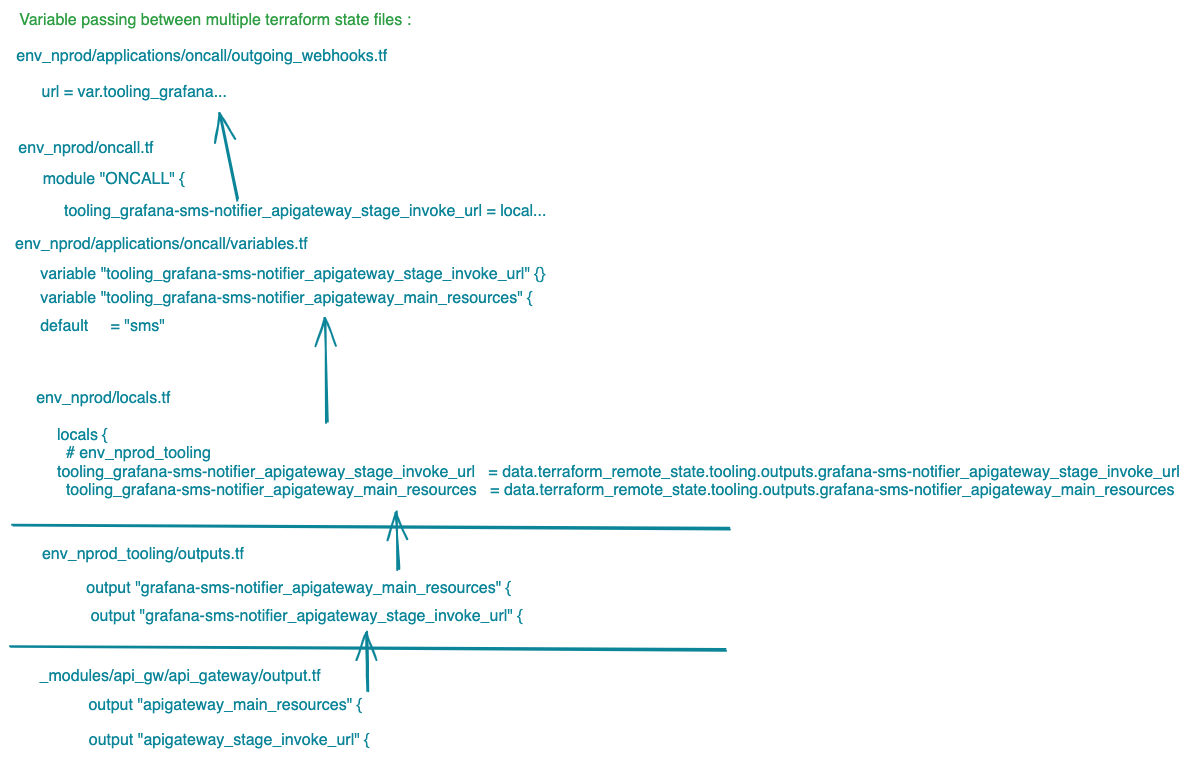 Variable passing between multiple terraform state files :
env_nprod/applications/oncall/outgoing_webhooks.tf
url = var.tooling_grafana...
env_nprod/oncall.tf
module "ONCALL" {
tooling_grafana-sms-notifier_apigateway_stage_invoke_url = local...
env_nprod/applications/oncall/variables.tf
variable "tooling_grafana-sms-notifier_apigateway_stage_invoke_url" {}
variable "tooling_grafana-sms-notifier_apigateway_main_resources" {
default = "sms"
env_nprod/locals.tf
locals {
# env_nprod_tooling
tooling_grafana-sms-notifier_apigateway_stage_invoke_url = data.terraform_remote_state.tooling.outputs.grafana-sms-notifier_apigateway_stage_invoke_url
tooling_grafana-sms-notifier_apigateway_main_resources = data.terraform_remote_state.tooling.outputs.grafana-sms-notifier_apigateway_main_resources
env_nprod_tooling/outputs.tf
output "grafana-sms-notifier_apigateway_main_resources" {
output "grafana-sms-notifier_apigateway_stage_invoke_url" {
_modules/api_gw/api_gateway/output.tf
output "apigateway_main_resources" {
output "apigateway_stage_invoke_url" {